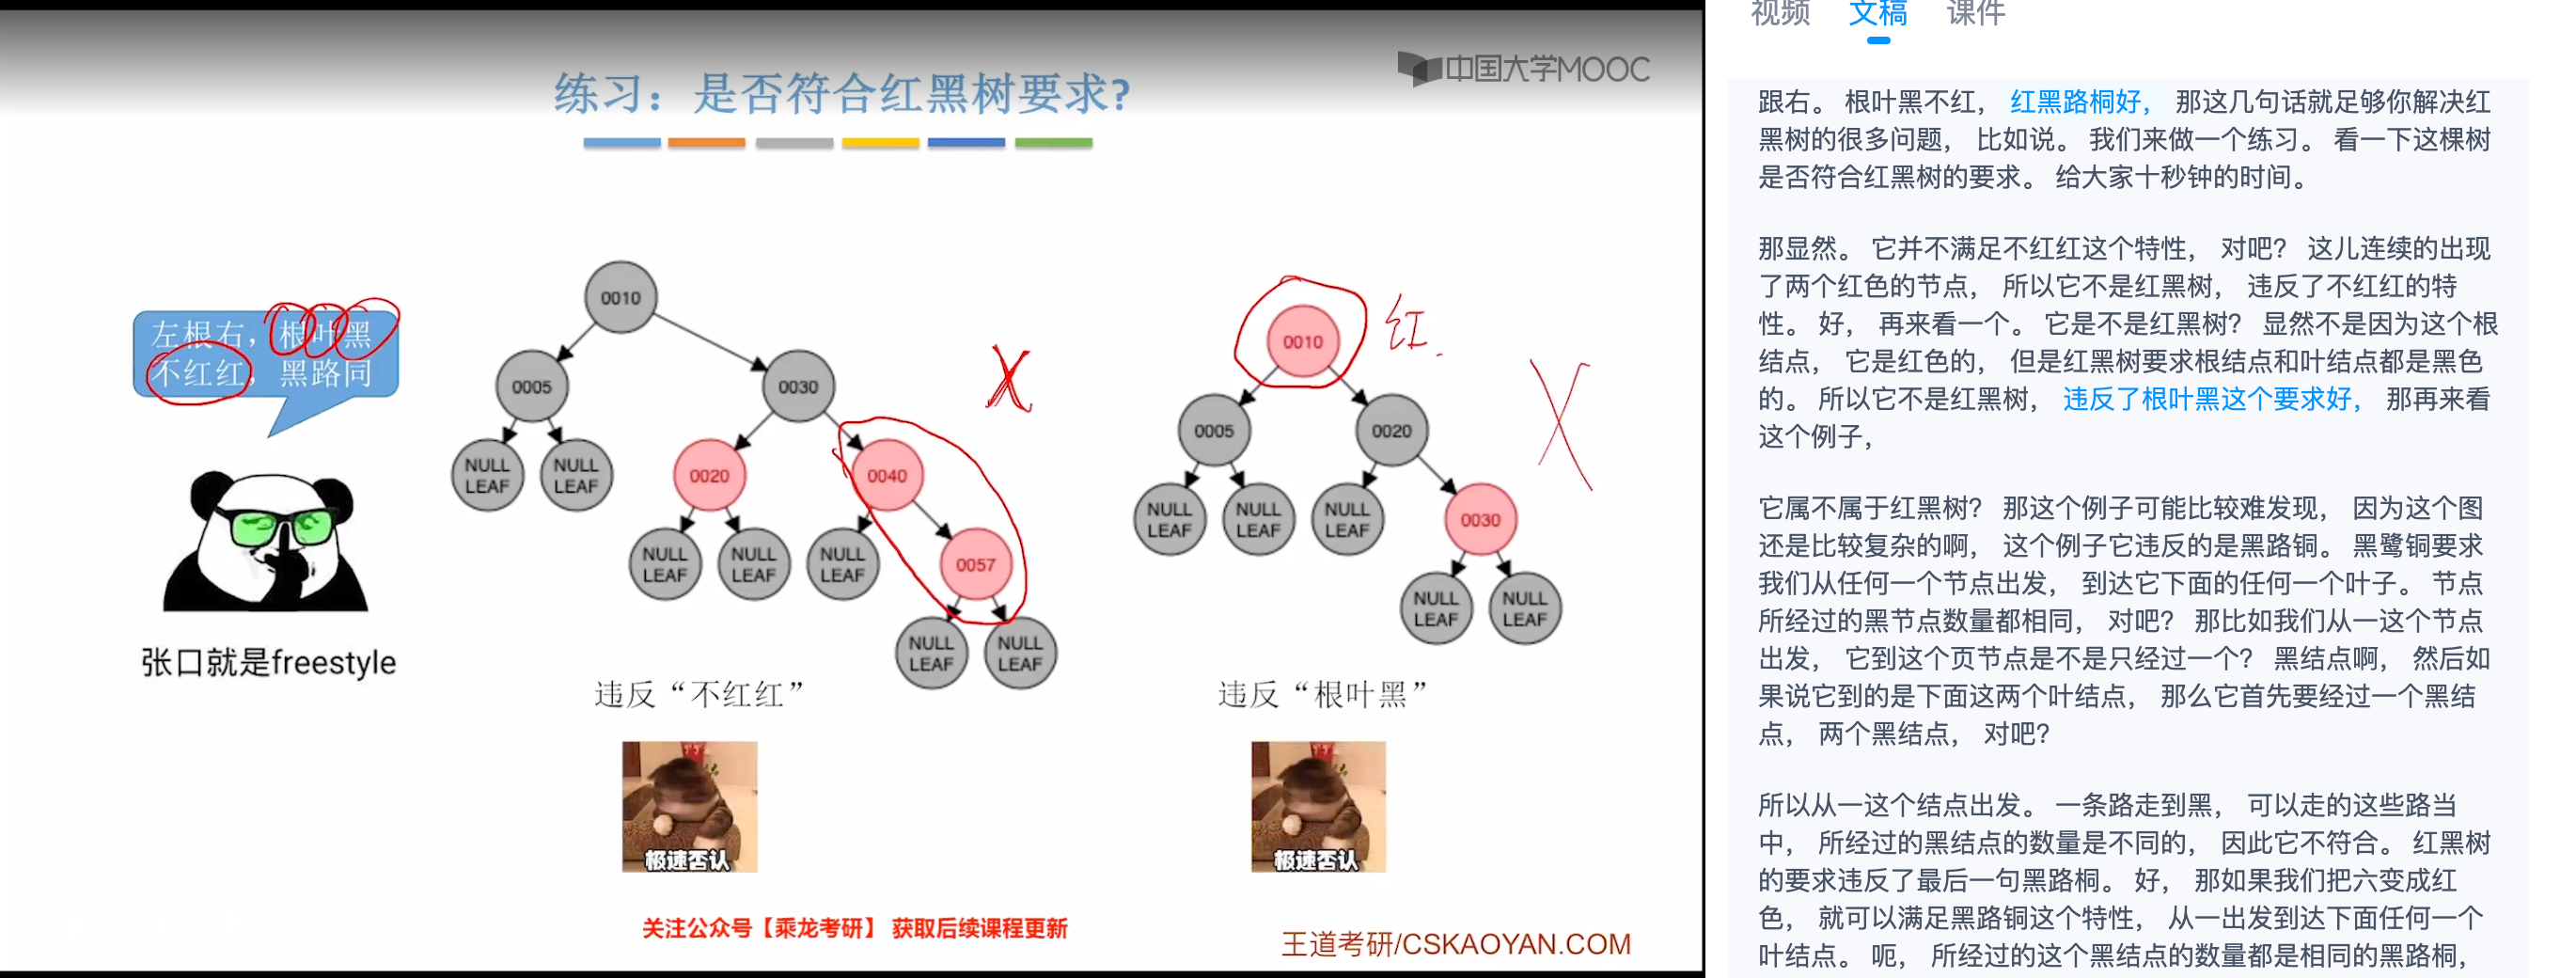 练习：是否符合红黑树要求?
中国大学MOOC
左根右，根叶黑
不红红，黑路同
张口就是freestyle
0010
0005
0030
NULL
LEAF
NULL
LEAF
0020
0040
NULL
LEAF
NULL
LEAF
NULL
LEAF
0057
NULL
LEAF
NULL
LEAF
X
违反“不红红”
极速否认
0010
红
0005
0020
NULL
LEAF
NULL
LEAF
NULL
LEAF
0030
NULL
LEAF
NULL
LEAF
X
违反“根叶黑”
极速否认
关注公众号【乘龙考研】 获取后续课程更新
王道考研/CSKAOYAN.COM
视频 文稿 课件
跟右。 根叶黑不红， 红黑路桐好， 那这几句话就足够你解决红
黑树的很多问题， 比如说。 我们来做一个练习。 看一下这棵树
是否符合红黑树的要求。 给大家十秒钟的时间。
那显然。 它并不满足不红红这个特性， 对吧？ 这儿连续的出现
了两个红色的节点， 所以它不是红黑树， 违反了不红红的特
性。 好， 再来看一个。 它是不是红黑树？ 显然不是因为这个根
结点， 它是红色的， 但是红黑树要求根结点和叶结点都是黑色
的。 所以它不是红黑树， 违反了根叶黑这个要求好， 那再来看
这个例子，
它属不属于红黑树？ 那这个例子可能比较难发现， 因为这个图
还是比较复杂的啊， 这个例子它违反的是黑路铜。 黑鹭铜要求
我们从任何一个节点出发， 到达它下面的任何一个叶子。 节点
所经过的黑节点数量都相同， 对吧？ 那比如我们从一这个节点
出发， 它到这个页节点是不是只经过一个？ 黑结点啊， 然后如
果说它到的是下面这两个叶结点， 那么它首先要经过一个黑结
点， 两个黑结点， 对吧？
所以从一这个结点出发。 一条路走到黑， 可以走的这些路当
中， 所经过的黑结点的数量是不同的， 因此它不符合。 红黑树
的要求违反了最后一句黑路桐。 好， 那如果我们把六变成红
色， 就可以满足黑路铜这个特性， 从一出发到达下面任何一个
叶结点。 呃， 所经过的这个黑结点的数量都是相同的黑路桐，